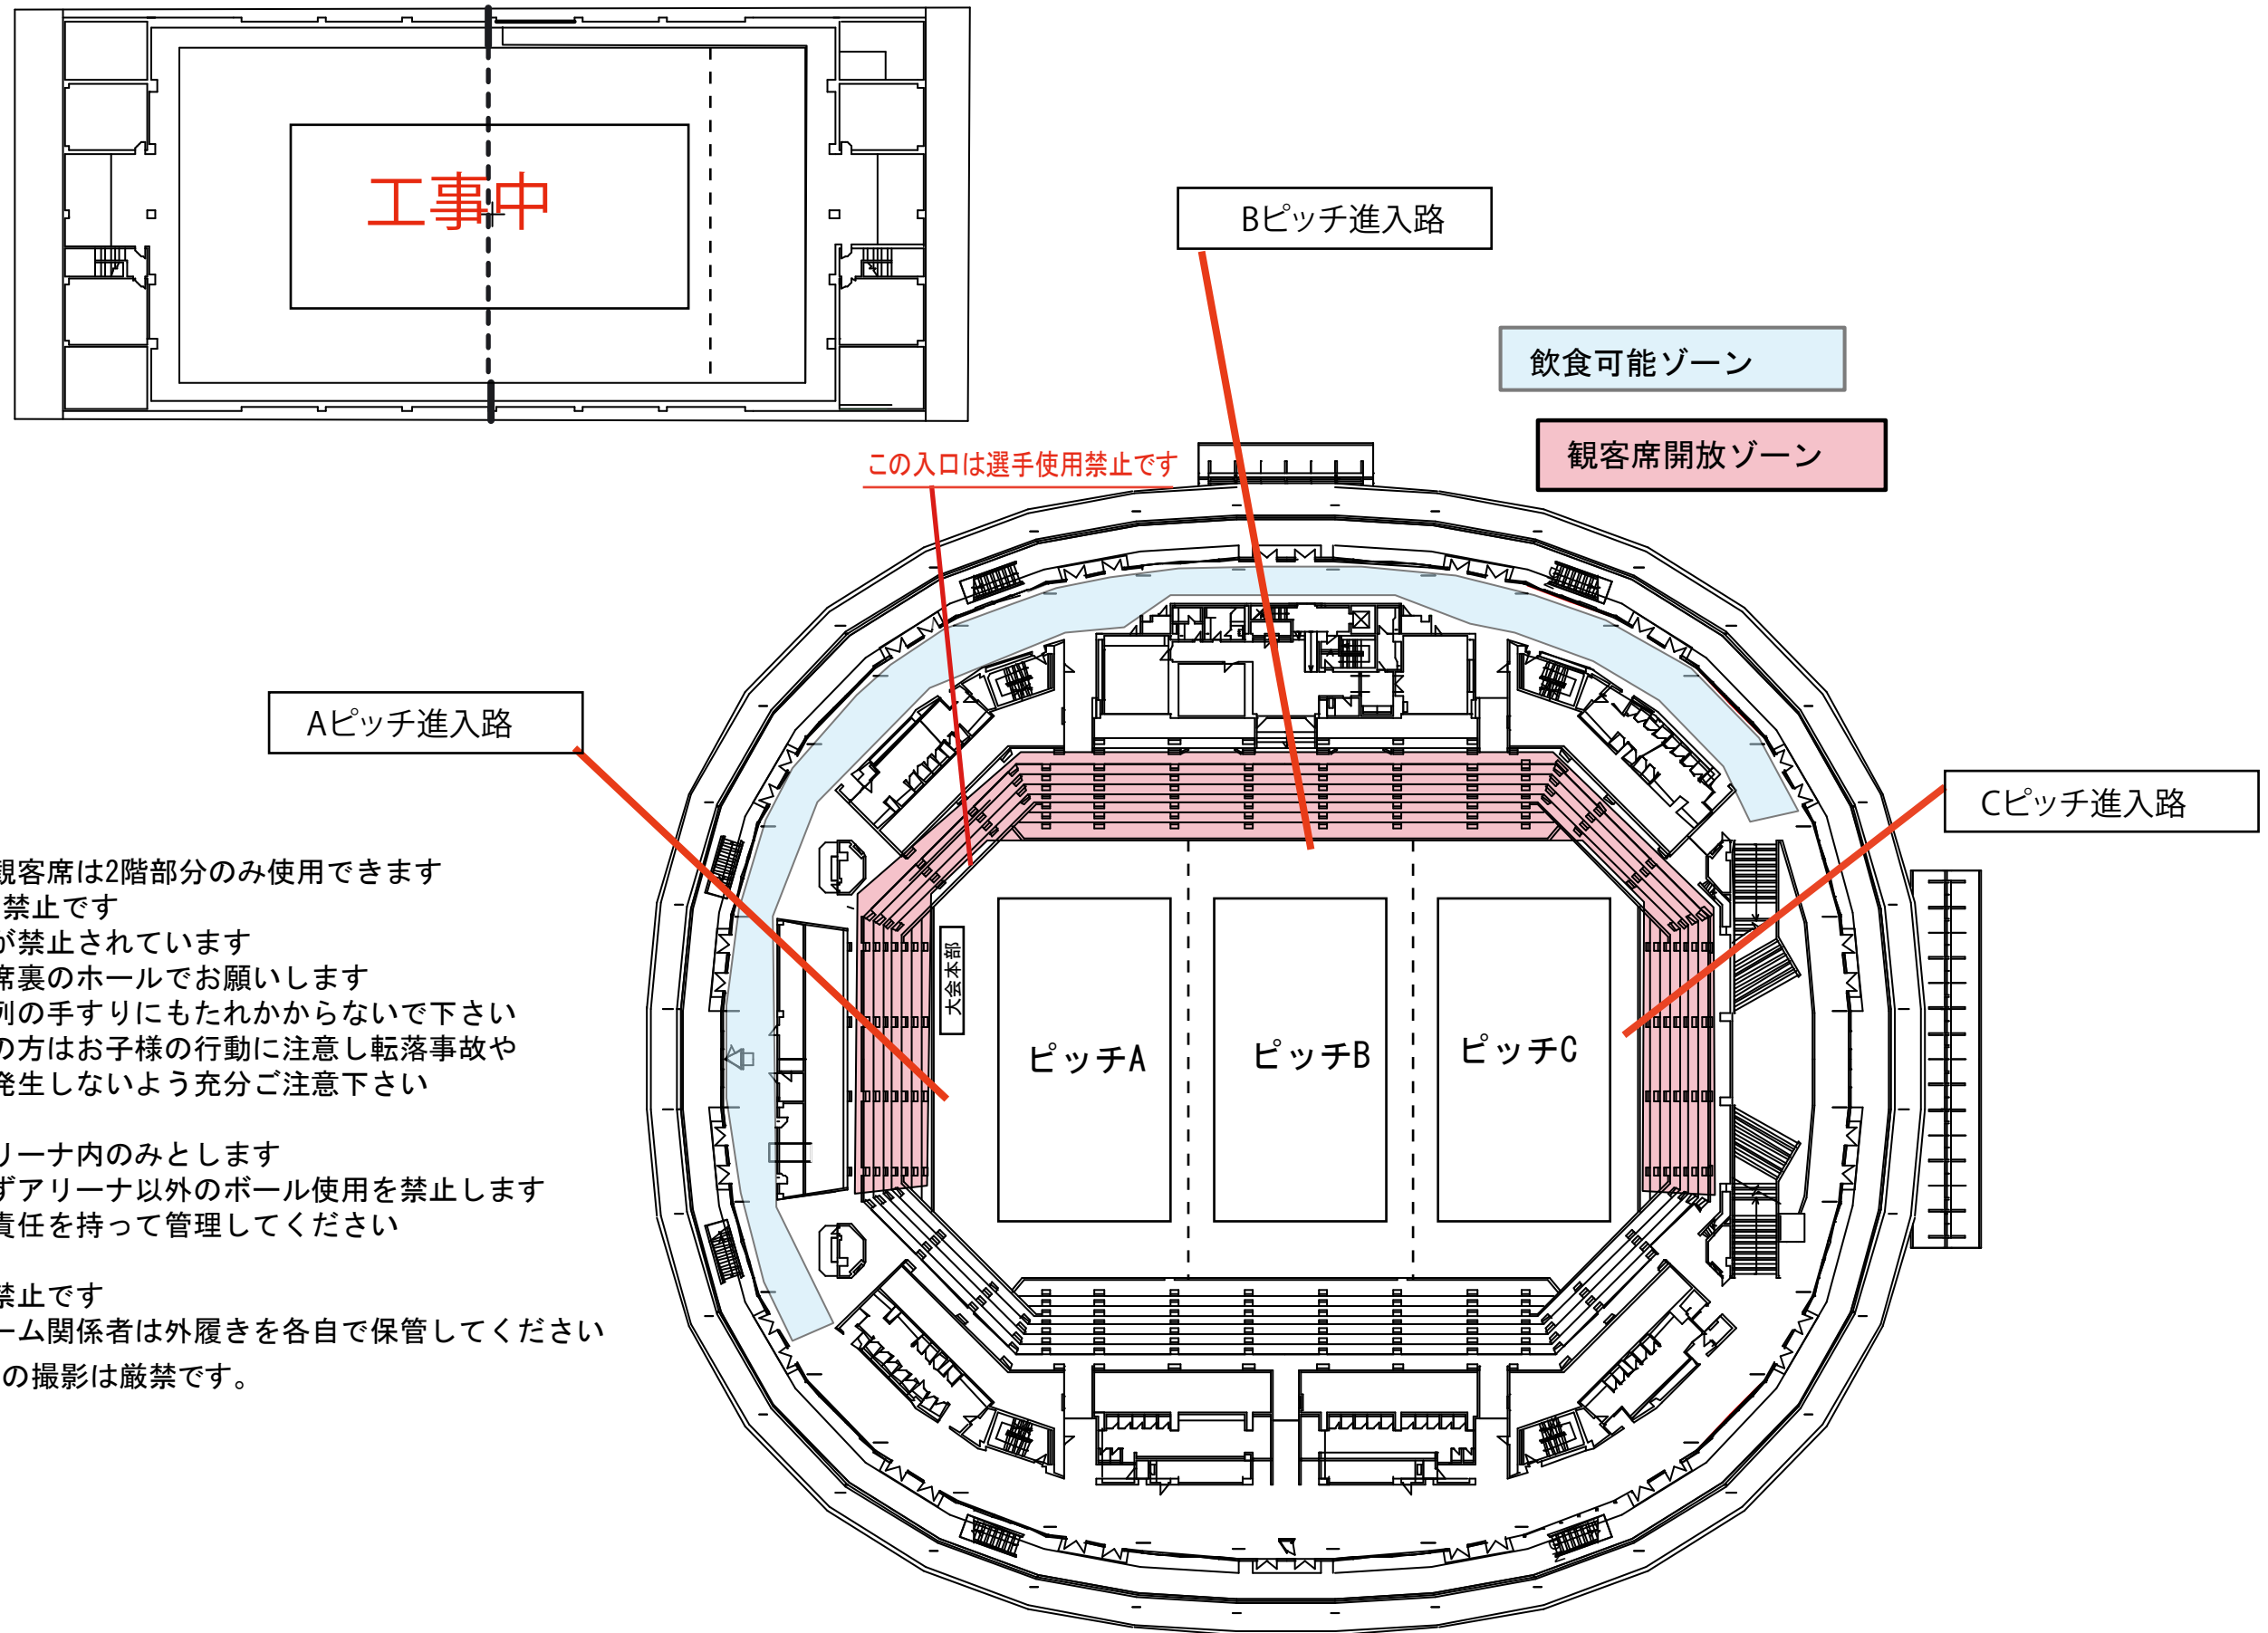 工事中
Bピッチ進入路
飲食可能ゾーン
観客席開放ゾーン
この入口は選手使用禁止です
Aピッチ進入路
Cピッチ進入路
観客席は2階部分のみ使用できます
禁止です
が禁止されています
席裏のホールでお願いします
列の手すりにもたれかからないで下さい
の方はお子様の行動に注意し転落事故や
発生しないよう充分ご注意下さい
リーナ内のみとします
ずアリーナ以外のボール使用を禁止します
責任を持って管理してください
禁止です
ーム関係者は外履きを各自で保管してください
の撮影は厳禁です。
大会本部
ピッチA
ピッチB
ピッチC